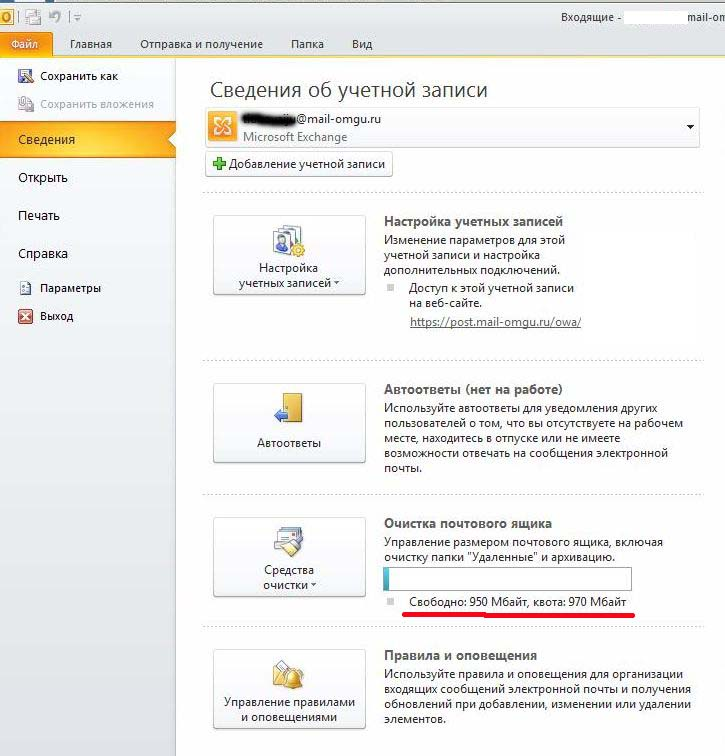 Входящие -
mail-om
Файл
Главная
Отправка и получение
Папка
Вид
Сохранить как
Сохранить вложения
Сведения
Открыть
Печать
Справка
Параметры
Выход
Сведения об учетной записи
@mail-omgu.ru
Microsoft Exchange
Добавление учетной записи
Настройка
учетных записей
Настройка учетных записей
Изменение параметров для этой
учетной записи и настройка
дополнительных подключений.
Доступ к этой учетной записи
на веб-сайте.
https://post.mail-omgu.ru/owa/
Автоответы
Автоответы (нет на работе)
Используйте автоответы для уведомления других
пользователей о том, что вы отсутствуете на рабочем
месте, находитесь в отпуске или не имеете
возможности отвечать на сообщения электронной
почты.
Средства
очистки
Очистка почтового ящика
Управление размером почтового ящика, включая
очистку папки "Удаленные" и архивацию.
Свободно: 950 Мбайт, квота: 970 Мбайт
Управление правилами
и оповещениями
Правила и оповещения
Используйте правила и оповещения для организации
входящих сообщений электронной почты и получения
обновлений при добавлении, изменении или удалении
элементов.